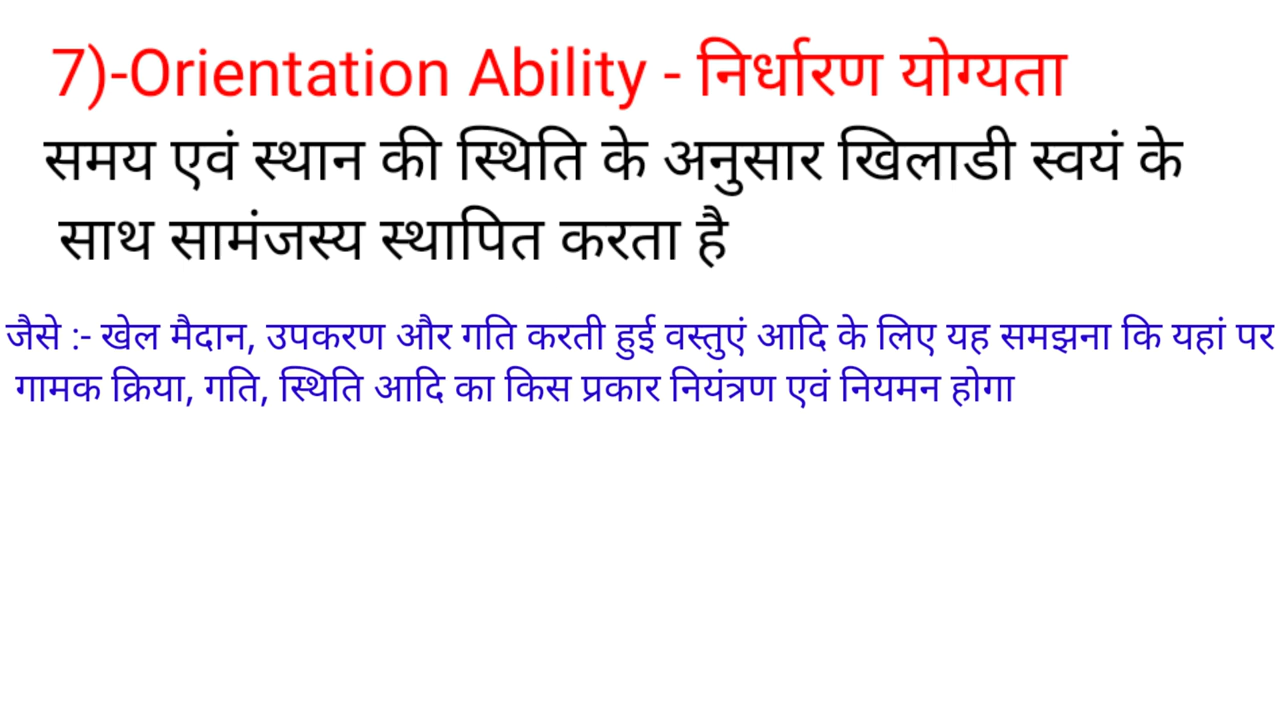 7)-Orientation Ability - निर्धारण योग्यता
समय एवं स्थान की स्थिति के अनुसार खिलाडी स्वयं के
साथ सामंजस्य स्थापित करता है
जैसे :- खेल मैदान, उपकरण और गति करती हुई वस्तुएं आदि के लिए यह समझना कि यहां पर
गामक क्रिया, गति, स्थिति आदि का किस प्रकार नियंत्रण एवं नियमन होगा